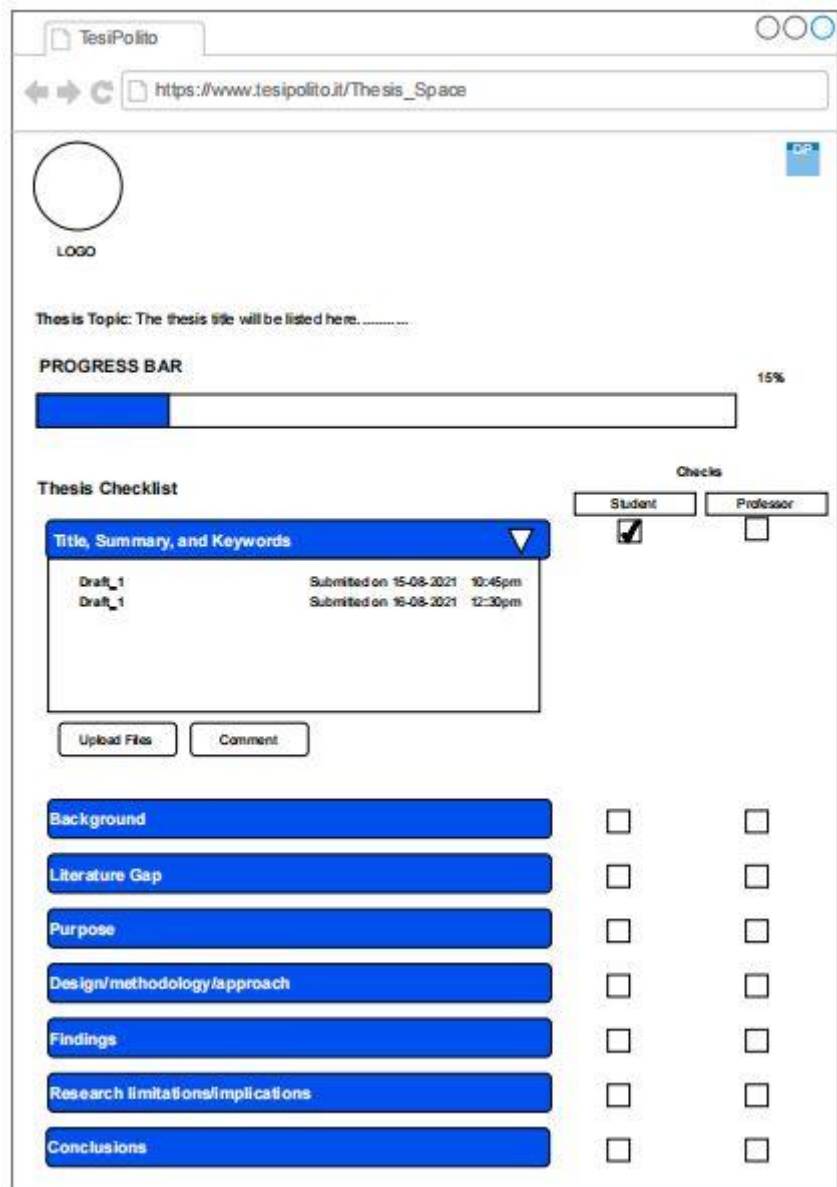 TesiPolito
https://www.tesipolito.it/Thesis_Space
DP
LOGO
Thesis Topic: The thesis title will be listed here...........
PROGRESS BAR
15%
Checks
Thesis Checklist
Student Professor
Title, Summary, and Keywords
Draft_1 Submitted on 15-08-2021 10:45pm
Draft_1 Submitted on 16-08-2021 12:30pm
Upload Files Comment
Background
Literature Gap
Purpose
Design/methodology/approach
Findings
Research limitations/implications
Conclusions